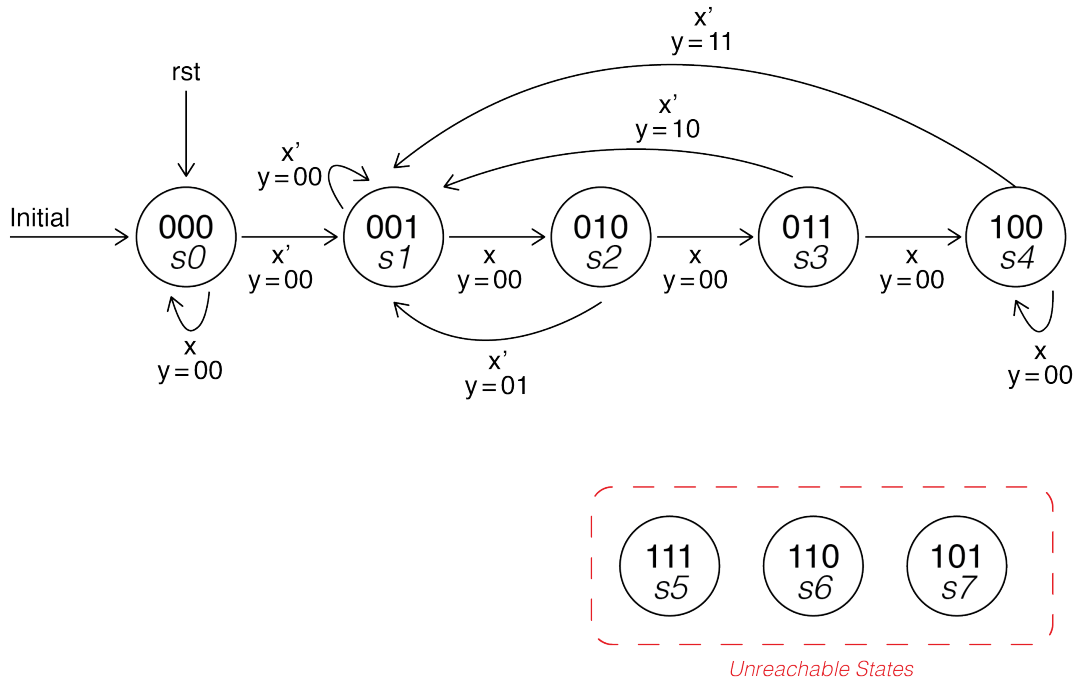 x’
y = 11
rst
x’
y = 10
x’
y = 00
Initial
000
s0
001
s1
010
s2
011
s3
100
s4
x’
y = 00
x
y = 00
x
y = 00
x
y = 00
x
y = 00
x’
y = 01
x
y = 00
111
s5
110
s6
101
s7
Unreachable States